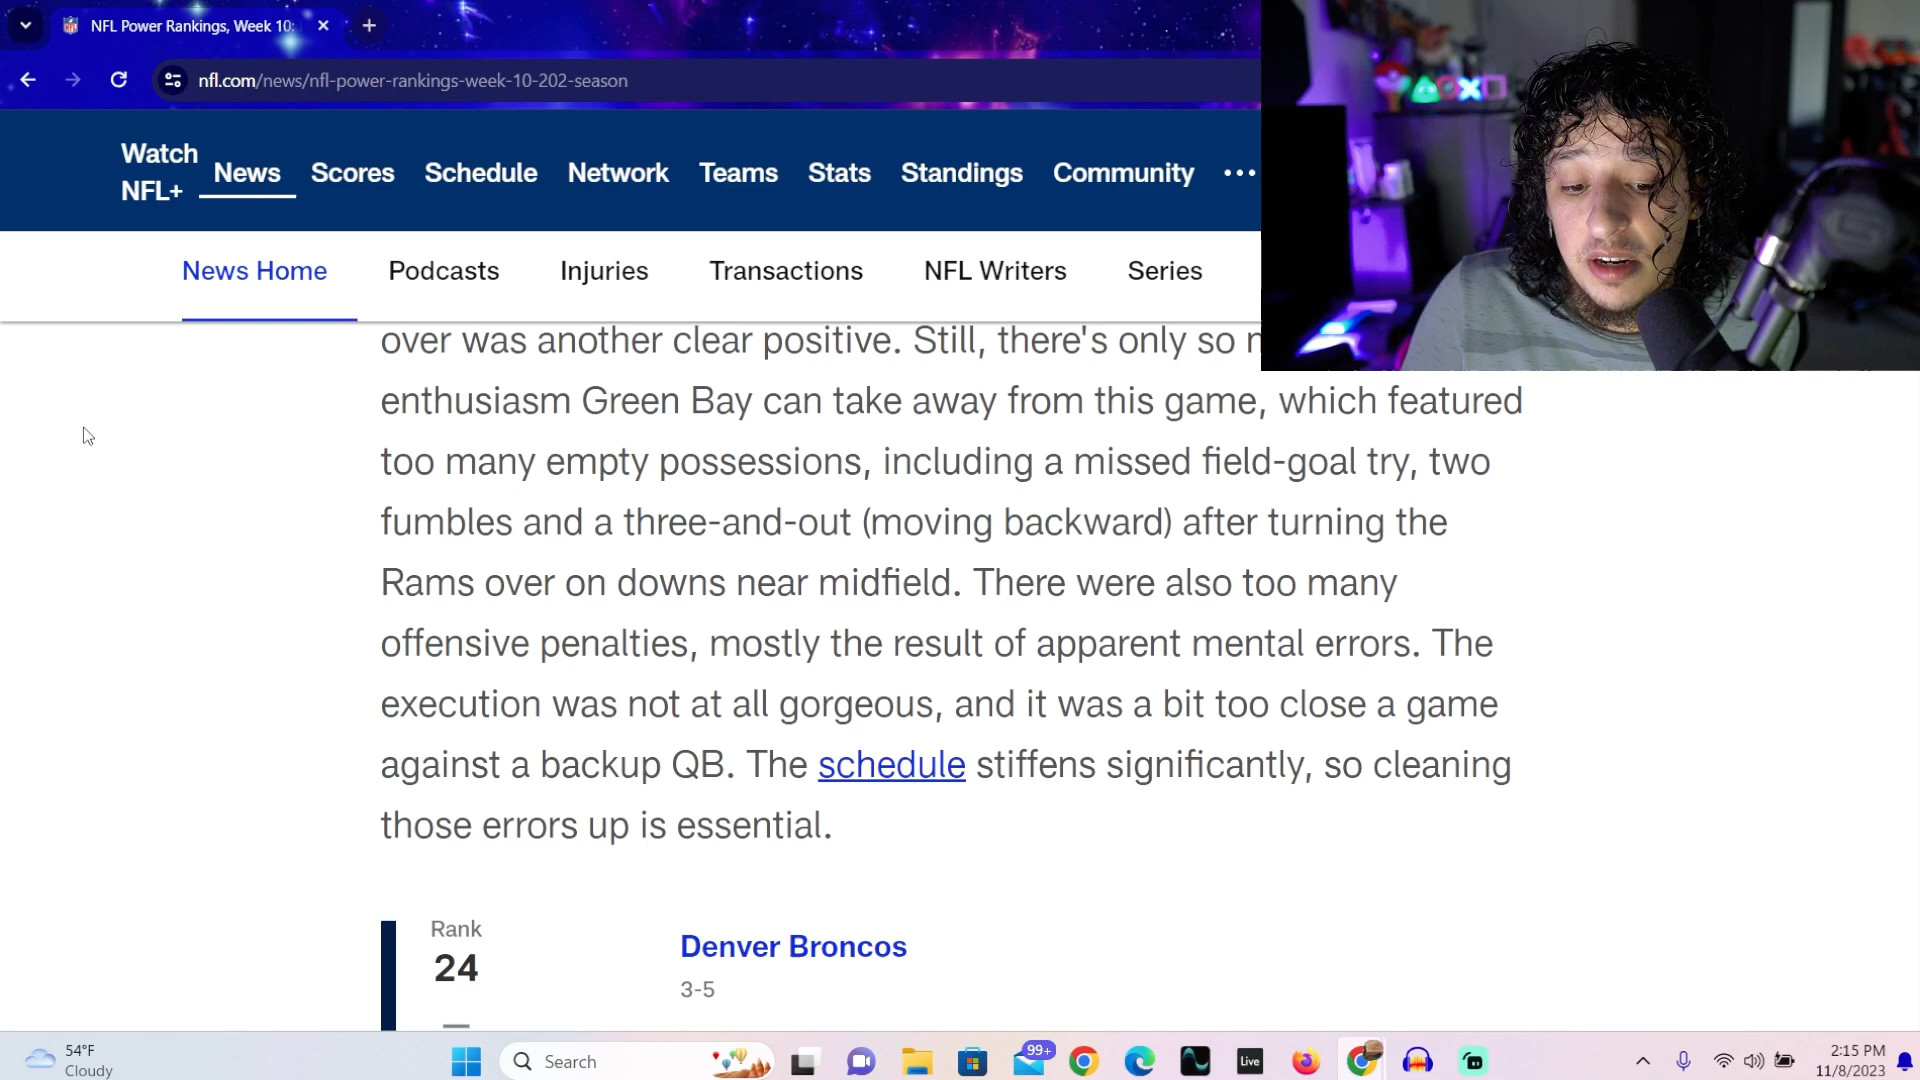 NFL Power Rankings, Week 10:
nfl.com/news/nfl-power-rankings-week-10-202-season
Watch NFL+ News Scores Schedule Network Teams Stats Standings Community
News Home Podcasts Injuries Transactions NFL Writers Series
over was another clear positive. Still, there's only so
enthusiasm Green Bay can take away from this game, which featured
too many empty possessions, including a missed field-goal try, two
fumbles and a three-and-out (moving backward) after turning the
Rams over on downs near midfield. There were also too many
offensive penalties, mostly the result of apparent mental errors. The
execution was not at all gorgeous, and it was a bit too close a game
against a backup QB. The schedule stiffens significantly, so cleaning
those errors up is essential.
Rank
24
Denver Broncos
3-5
54°F
Cloudy
Search
99+
Live
2:15 PM
11/8/2023